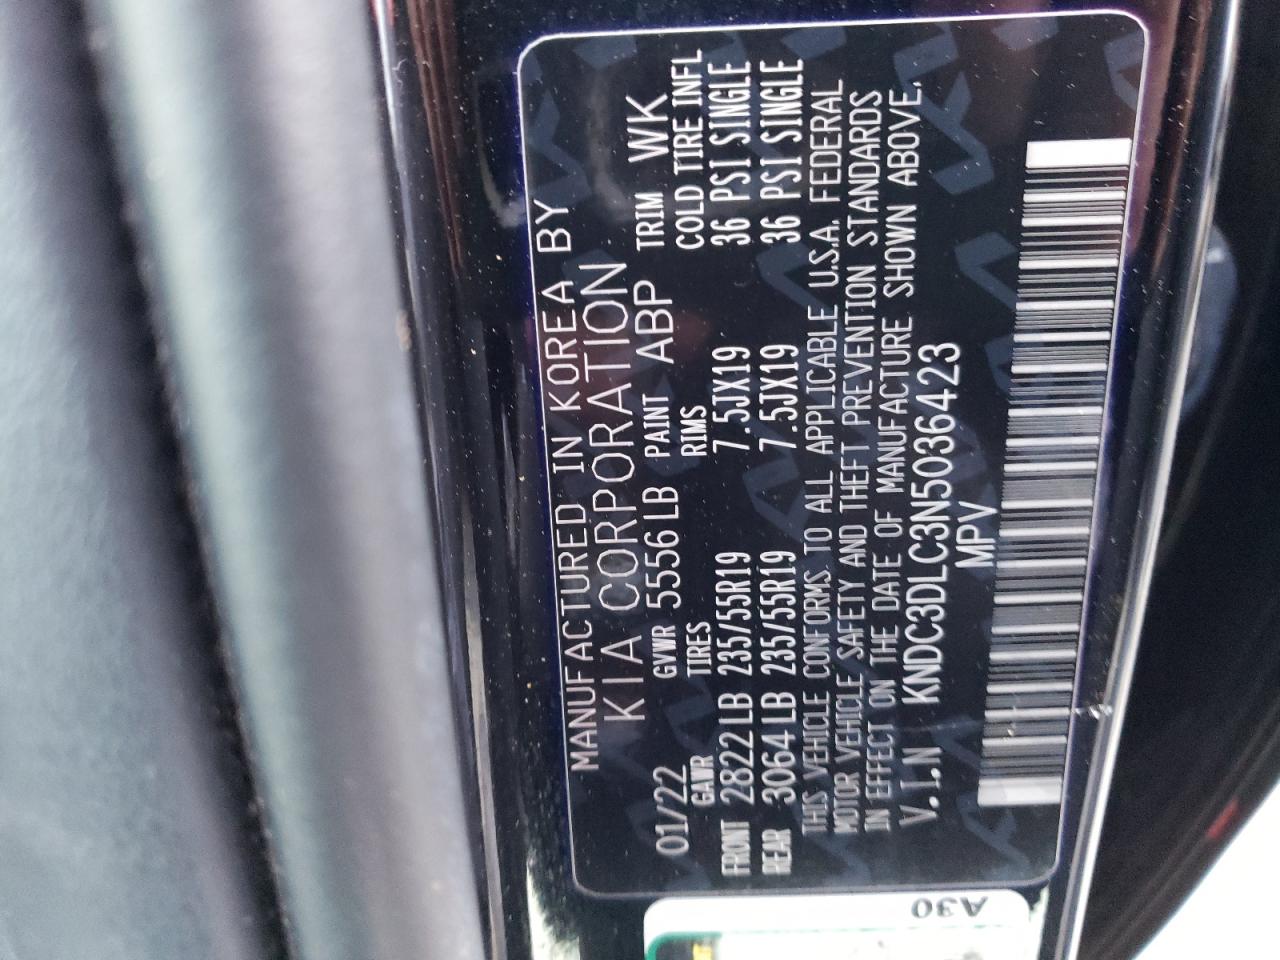 MANUFACTURED IN KOREA BY
KIA CORPORATION
01/22 GVWR 5556 LB PAINT ABP TRIM WK
GAWR TIRES RIMS COLD TIRE INFL
FRONT 2822 LB 235/55R19 7.5JX19 36 PSI SINGLE
REAR 3064 LB 235/55R19 7.5JX19 36 PSI SINGLE
THIS VEHICLE CONFORMS TO ALL APPLICABLE U.S.A. FEDERAL
MOTOR VEHICLE SAFETY AND THEFT PREVENTION STANDARDS
IN EFFECT ON THE DATE OF MANUFACTURE SHOWN ABOVE.
V.I.N KNDC3DLC3N5036423
MPV
A30